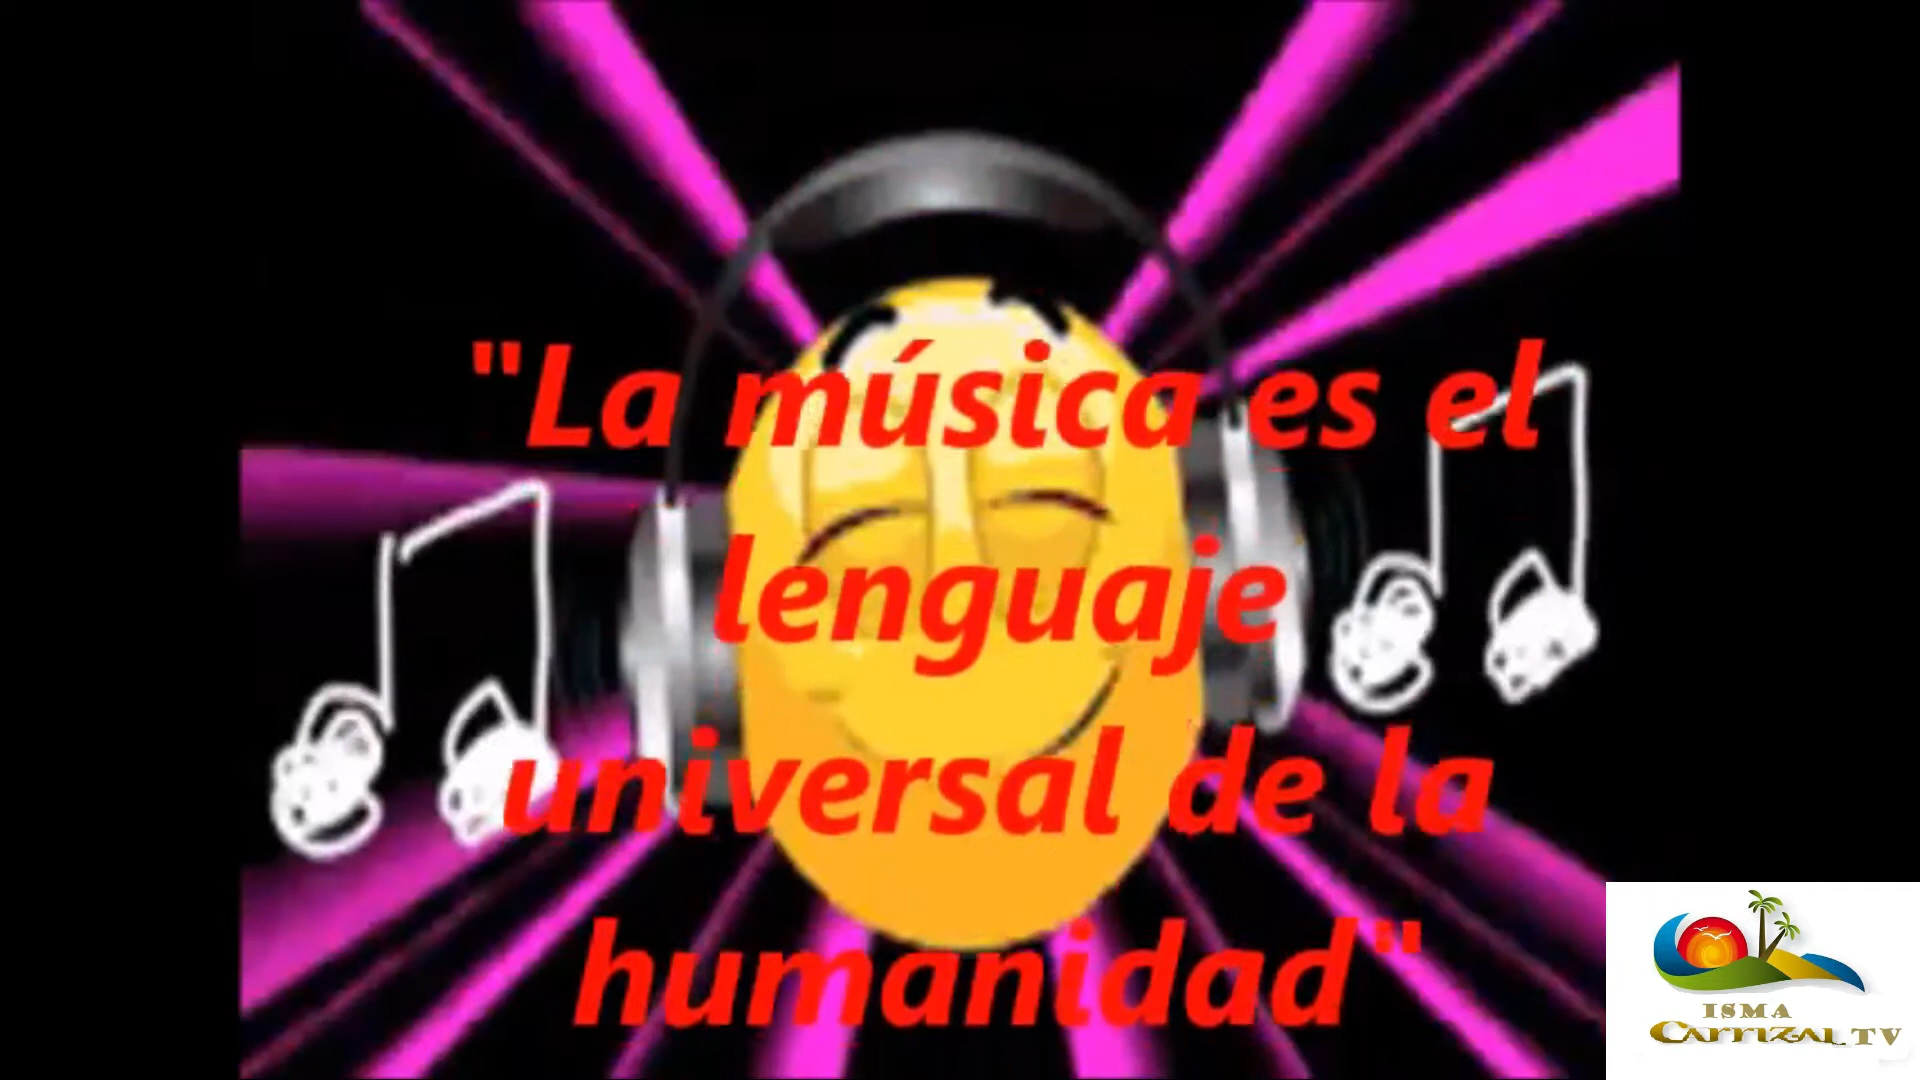 "La música es el
lenguaje
universal de la
humanidad"
ISMA
Carrizal TV